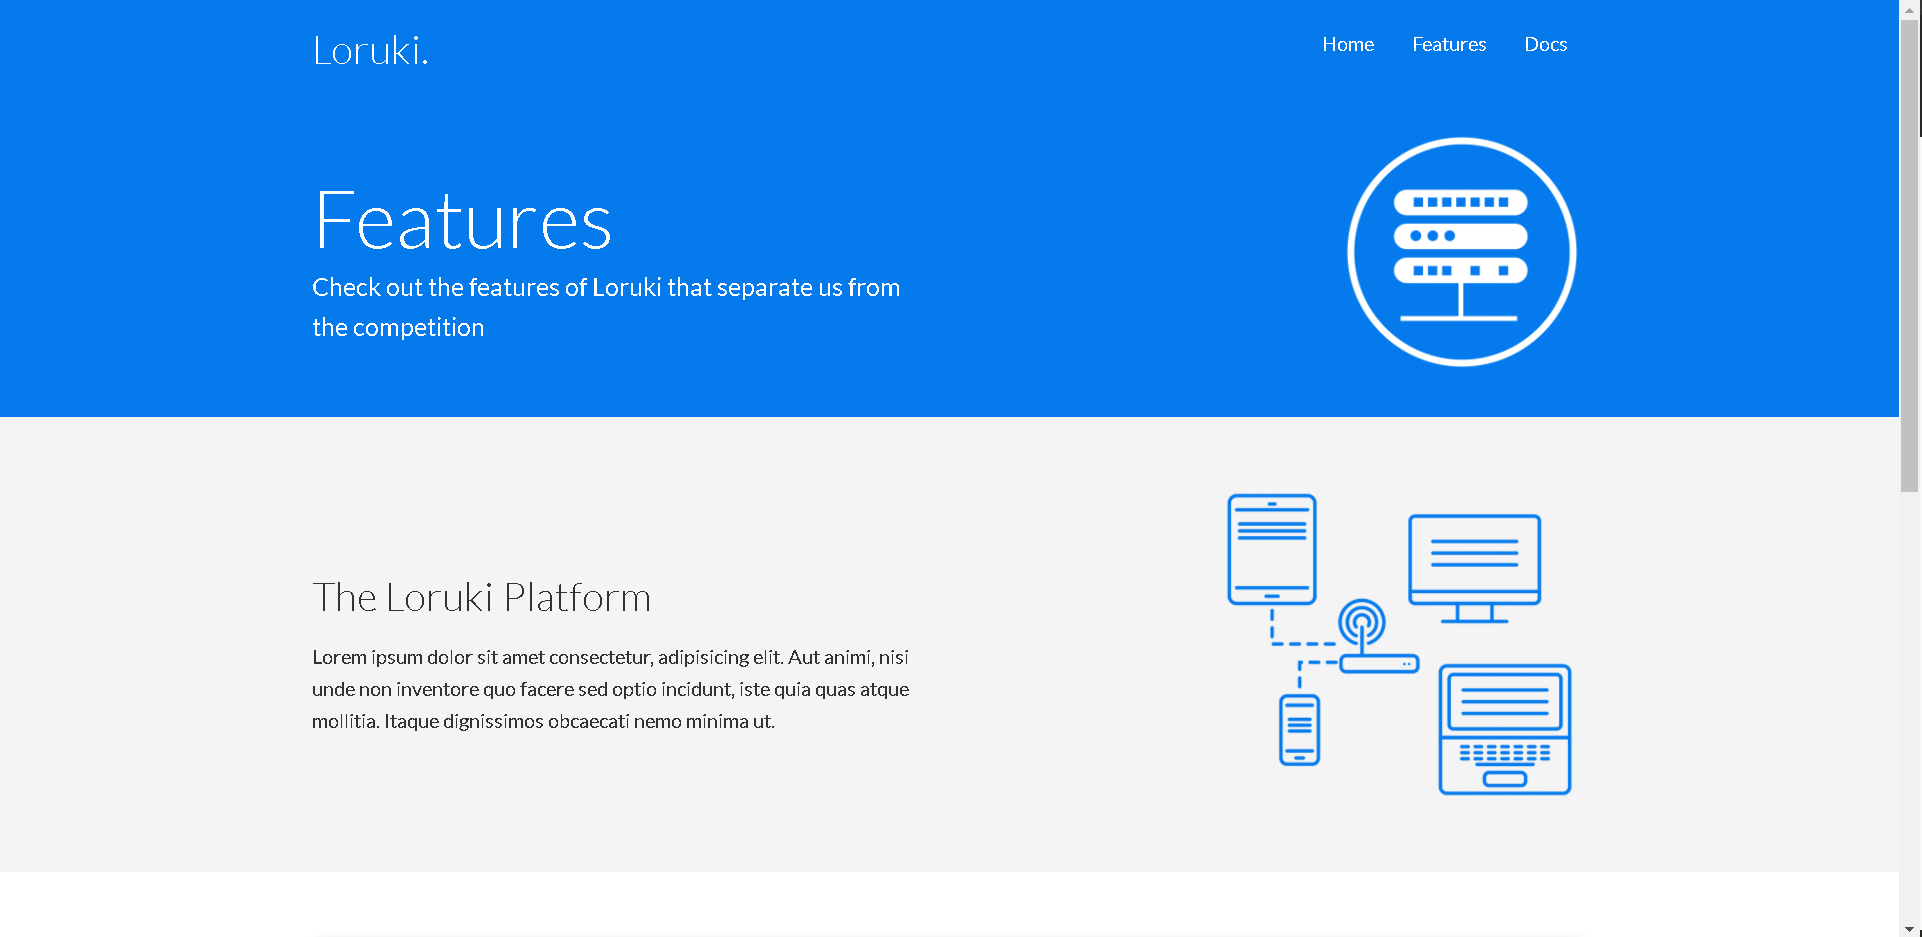 Loruki.
Home Features Docs
Features
Check out the features of Loruki that separate us from
the competition
The Loruki Platform
Lorem ipsum dolor sit amet consectetur, adipisicing elit. Aut animi, nisi
unde non inventore quo facere sed optio incidunt, iste quia quas atque
mollitia. Itaque dignissimos obcaecati nemo minima ut.